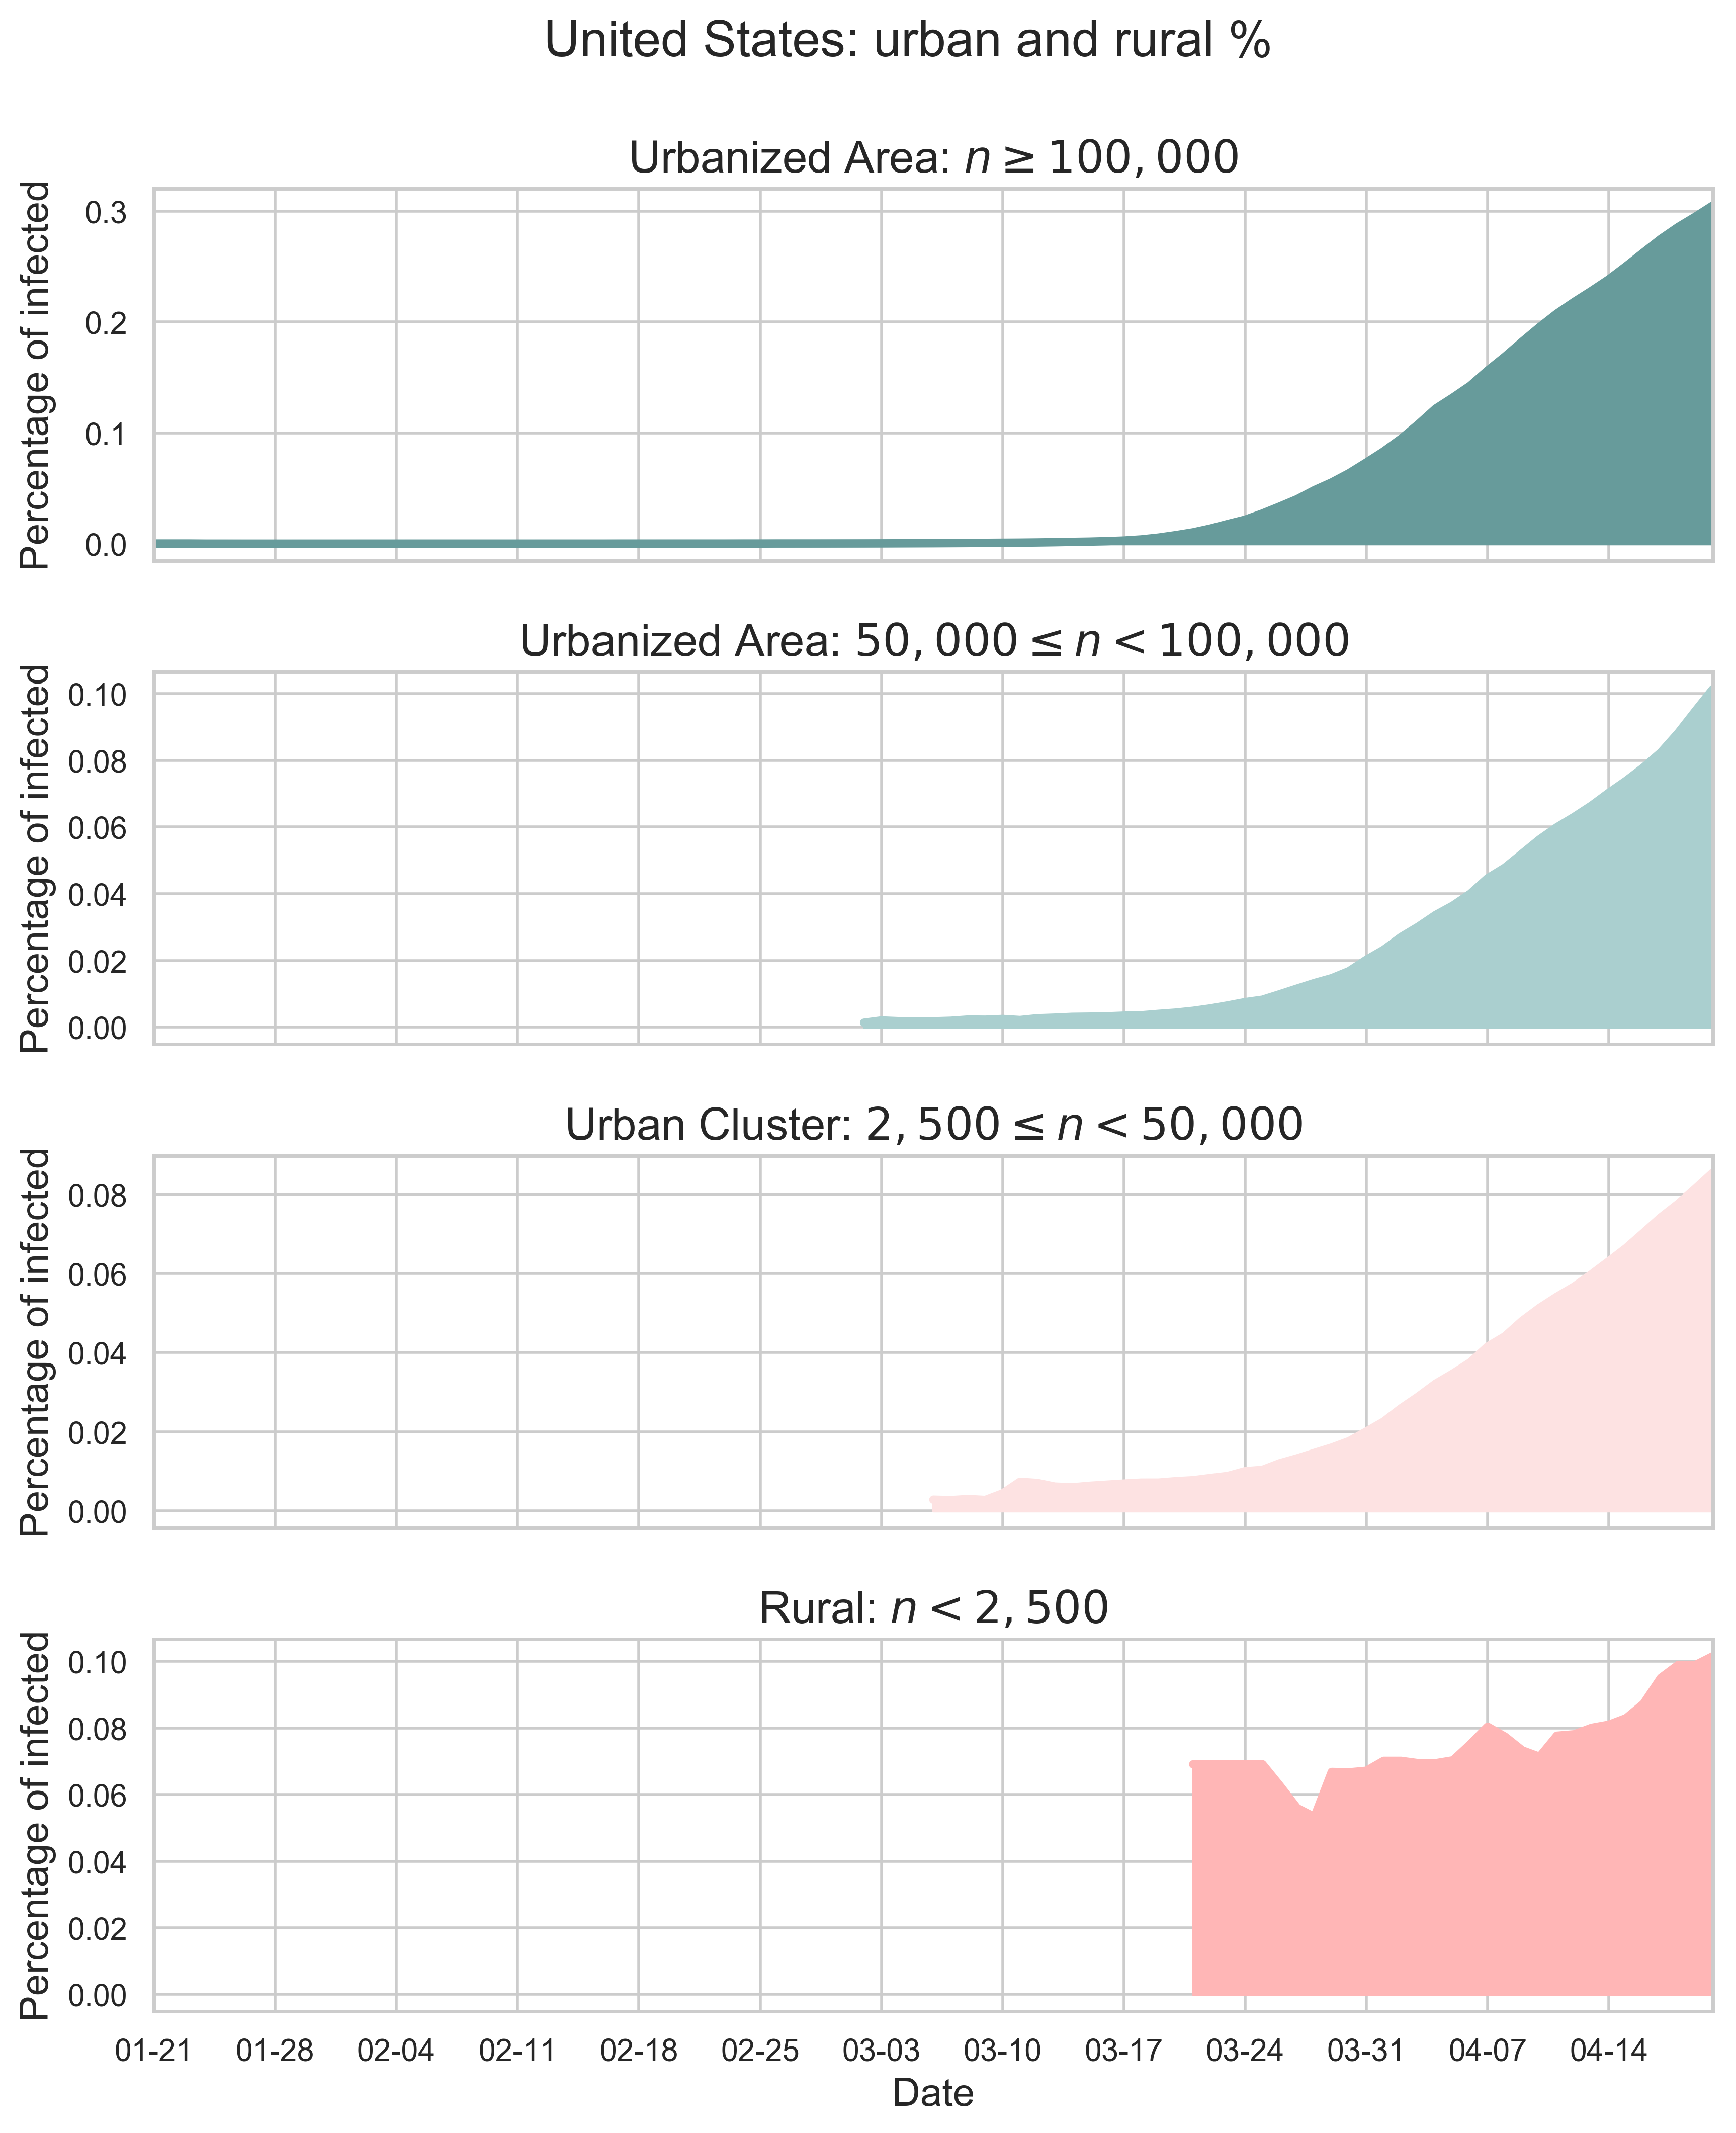 United States: urban and rural %
Urbanized Area: n ≥ 100, 000
Percentage of infected
0.3
0.2
0.1
0.0
Urbanized Area: 50, 000 ≤ n < 100, 000
Percentage of infected
0.10
0.08
0.06
0.04
0.02
0.00
Urban Cluster: 2, 500 ≤ n < 50, 000
Percentage of infected
0.08
0.06
0.04
0.02
0.00
Rural: n < 2, 500
Percentage of infected
0.10
0.08
0.06
0.04
0.02
0.00
01-21 01-28 02-04 02-11 02-18 02-25 03-03 03-10 03-17 03-24 03-31 04-07 04-14
Date